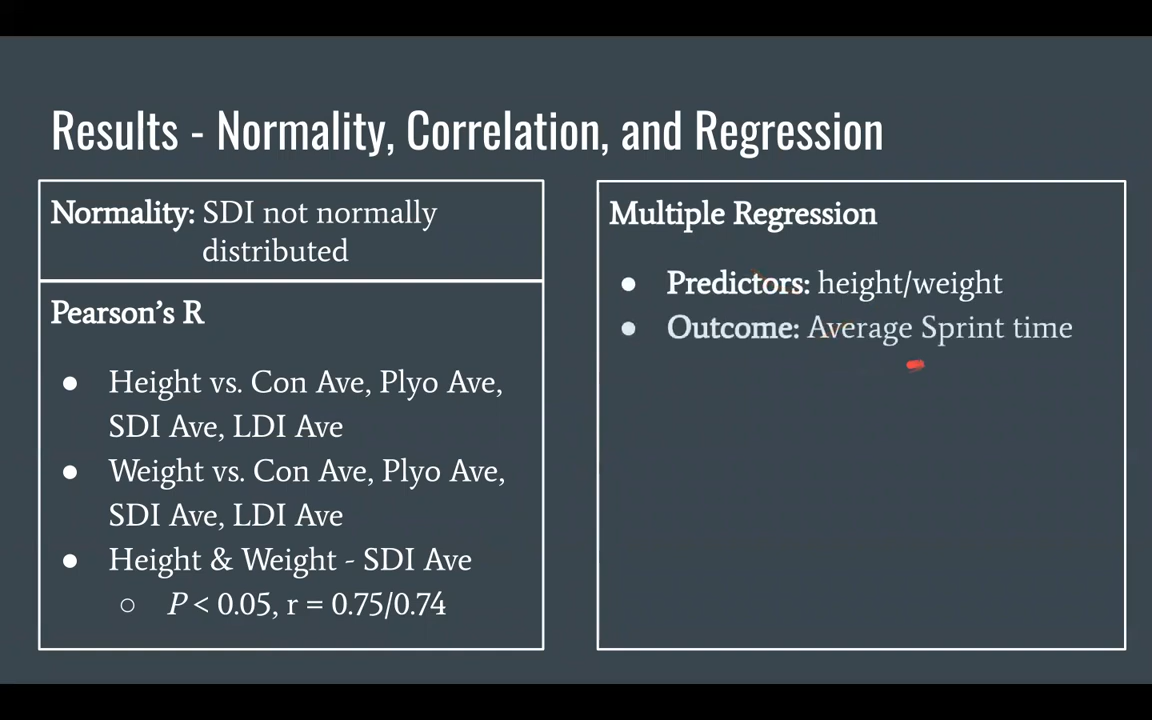 Results - Normality, Correlation, and Regression
Normality: SDI not normally
distributed
Pearson's R
● Height vs. Con Ave, Plyo Ave,
SDI Ave, LDI Ave
● Weight vs. Con Ave, Plyo Ave,
SDI Ave, LDI Ave
● Height & Weight - SDI Ave
○ P < 0.05, r = 0.75/0.74
Multiple Regression
● Predictors: height/weight
● Outcome: Average Sprint time